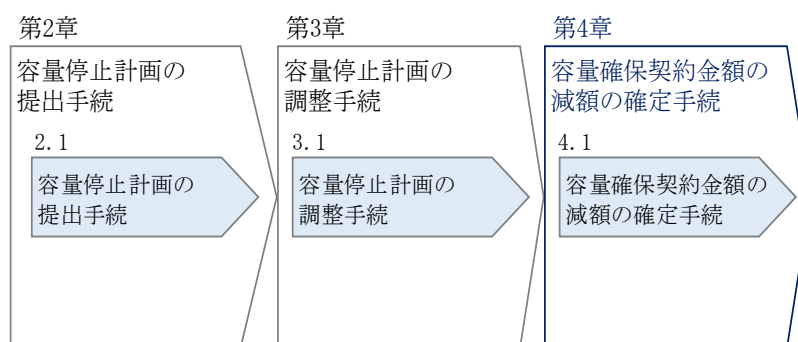 第2章
容量停止計画の
提出手続
2.1
容量停止計画の
提出手続
第3章
容量停止計画の
調整手続
3.1
容量停止計画の
調整手続
第4章
容量確保契約金額の
減額の確定手続
4.1
容量確保契約金額の
減額の確定手続